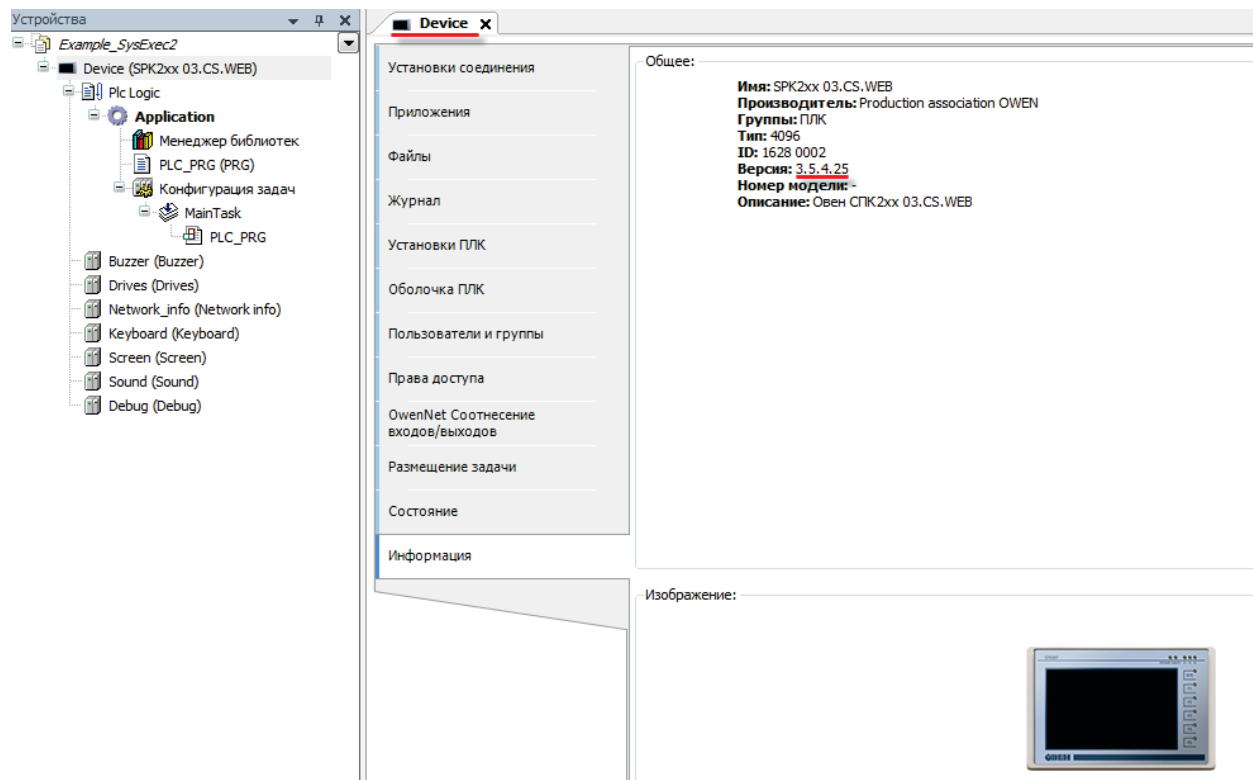 Устройства
Example_SysExec2
Device (SPK2xx 03.CS.WEB)
Plc Logic
Application
Менеджер библиотек
PLC_PRG (PRG)
Конфигурация задач
MainTask
PLC_PRG
Buzzer (Buzzer)
Drives (Drives)
Network_info (Network info)
Keyboard (Keyboard)
Screen (Screen)
Sound (Sound)
Debug (Debug)
Device
Установки соединения
Приложения
Файлы
Журнал
Установки ПЛК
Оболочка ПЛК
Пользователи и группы
Права доступа
OwenNet Соотнесение
входов/выходов
Размещение задачи
Состояние
Информация
Общее:
Имя: SPK2xx 03.CS.WEB
Производитель: Production association OWEN
Группы: ПЛК
Тип: 4096
ID: 1628 0002
Версия: 3.5.4.25
Номер модели: -
Описание: Овен СПК2xx 03.CS.WEB
Изображение:
ОВЕН